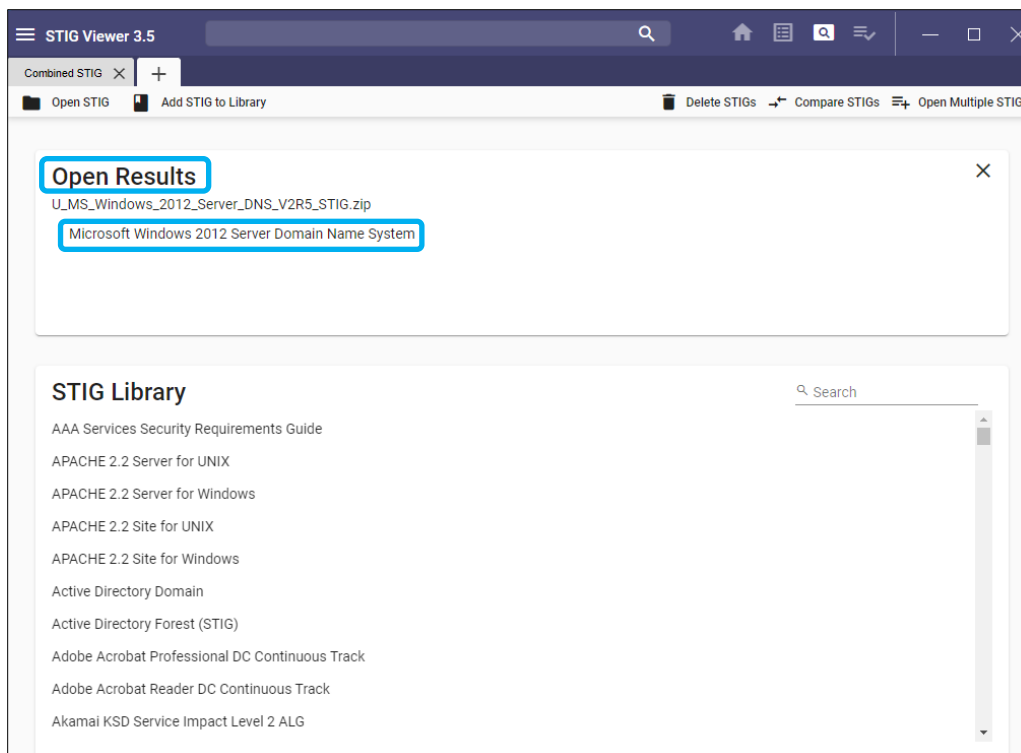 STIG Viewer 3.5
Combined STIG
Open STIG Add STIG to Library Delete STIGs Compare STIGs Open Multiple STIG
Open Results
U_MS_Windows_2012_Server_DNS_V2R5_STIG.zip
Microsoft Windows 2012 Server Domain Name System
STIG Library Search
AAA Services Security Requirements Guide
APACHE 2.2 Server for UNIX
APACHE 2.2 Server for Windows
APACHE 2.2 Site for UNIX
APACHE 2.2 Site for Windows
Active Directory Domain
Active Directory Forest (STIG)
Adobe Acrobat Professional DC Continuous Track
Adobe Acrobat Reader DC Continuous Track
Akamai KSD Service Impact Level 2 ALG